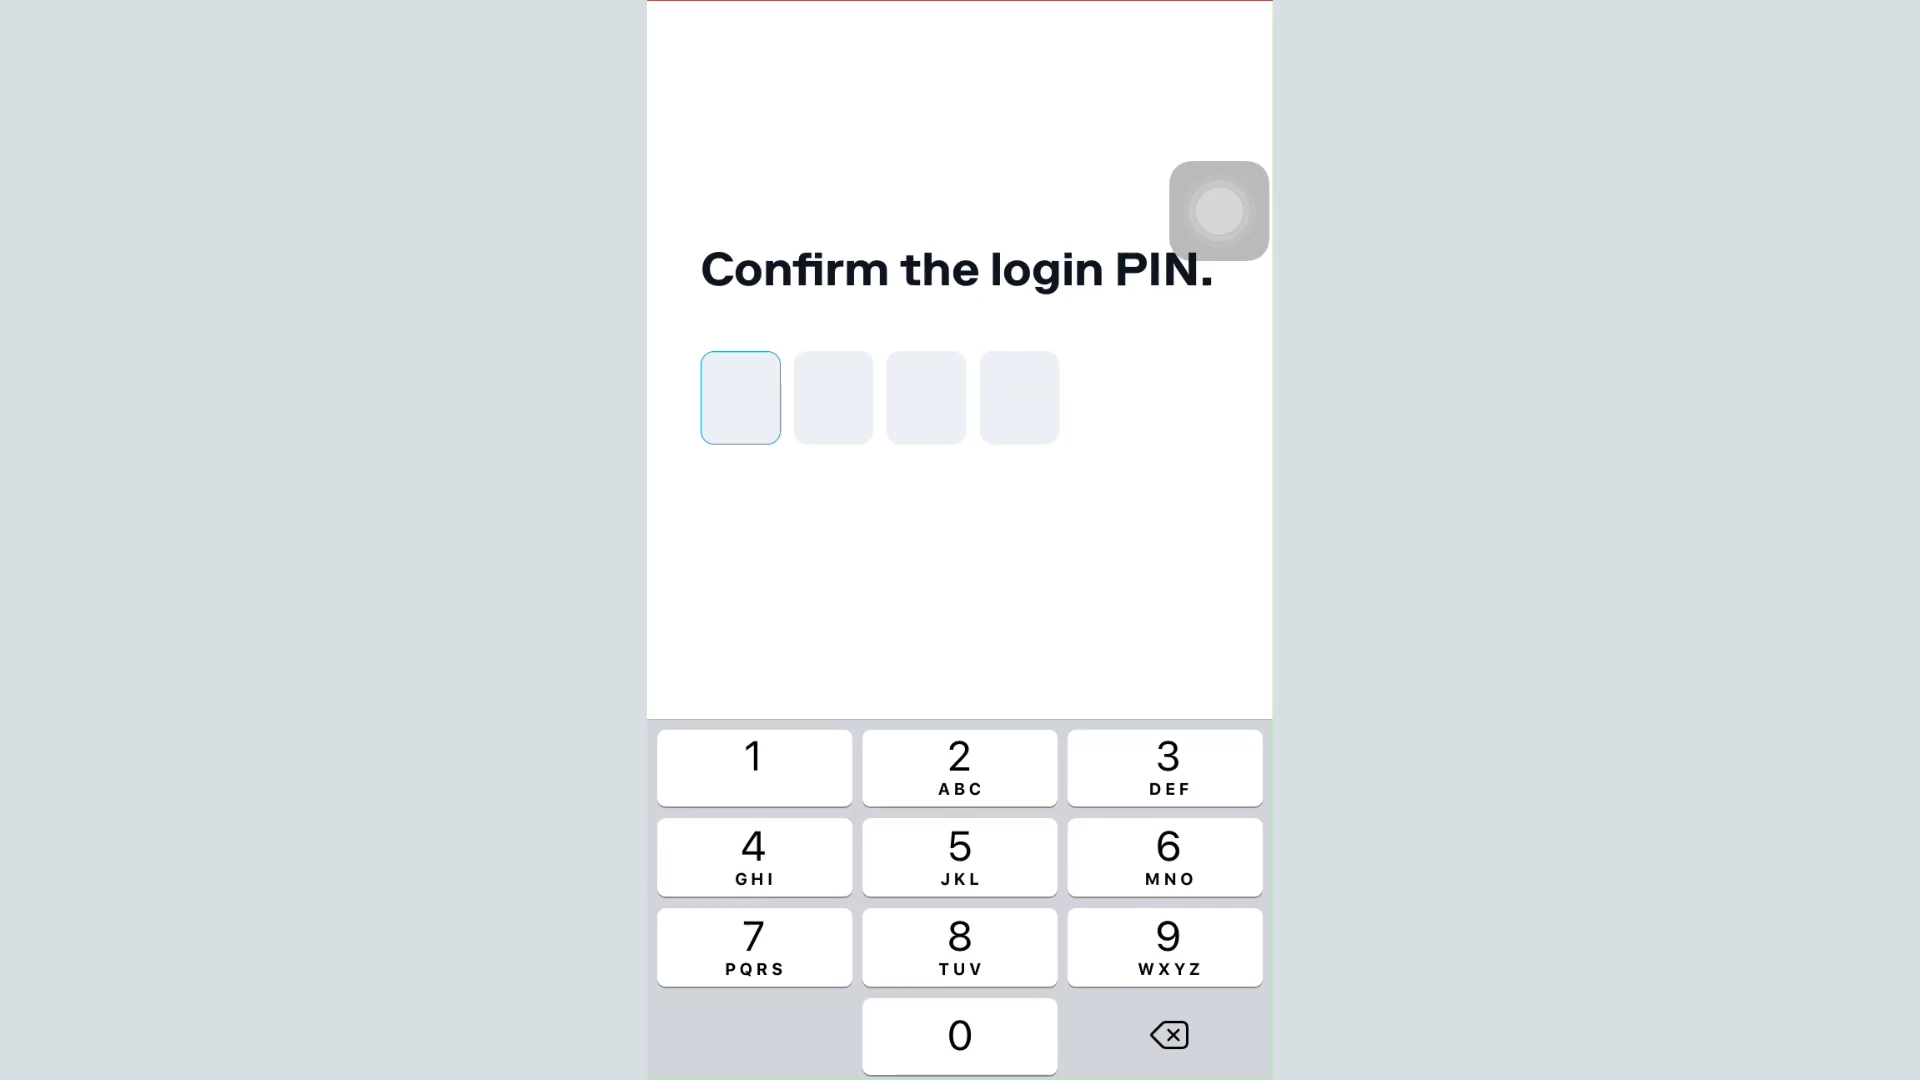 Confirm the login PIN.
1
2
3
ABC
DEF
4
5
6
GHI
JKL
MNO
7
8
9
PQRS
TUV
WXYZ
0